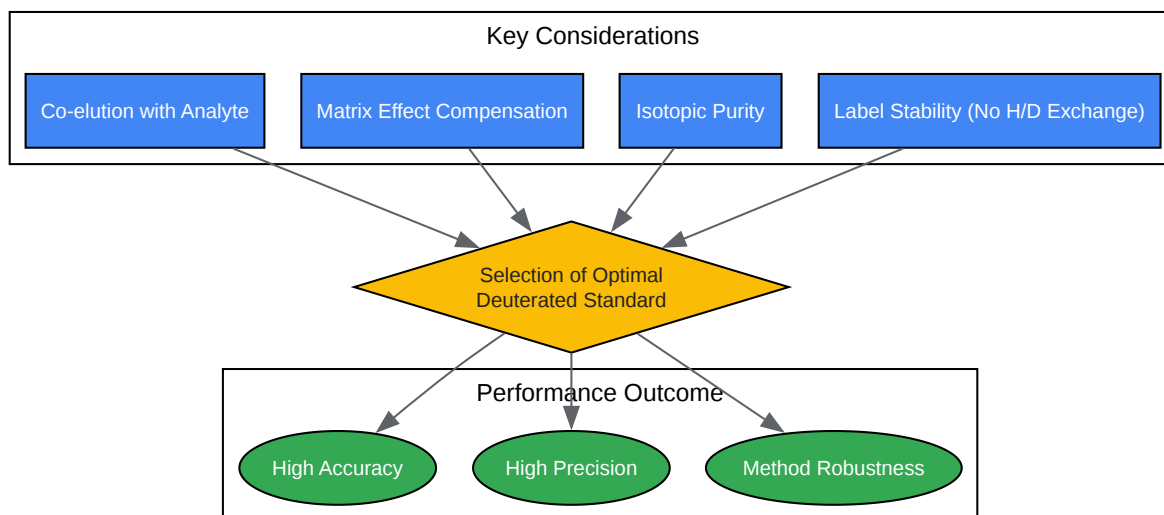 Key Considerations
Co-elution with Analyte
Matrix Effect Compensation
Isotopic Purity
Label Stability (No H/D Exchange)
Selection of Optimal
Deuterated Standard
Performance Outcome
High Accuracy
High Precision
Method Robustness